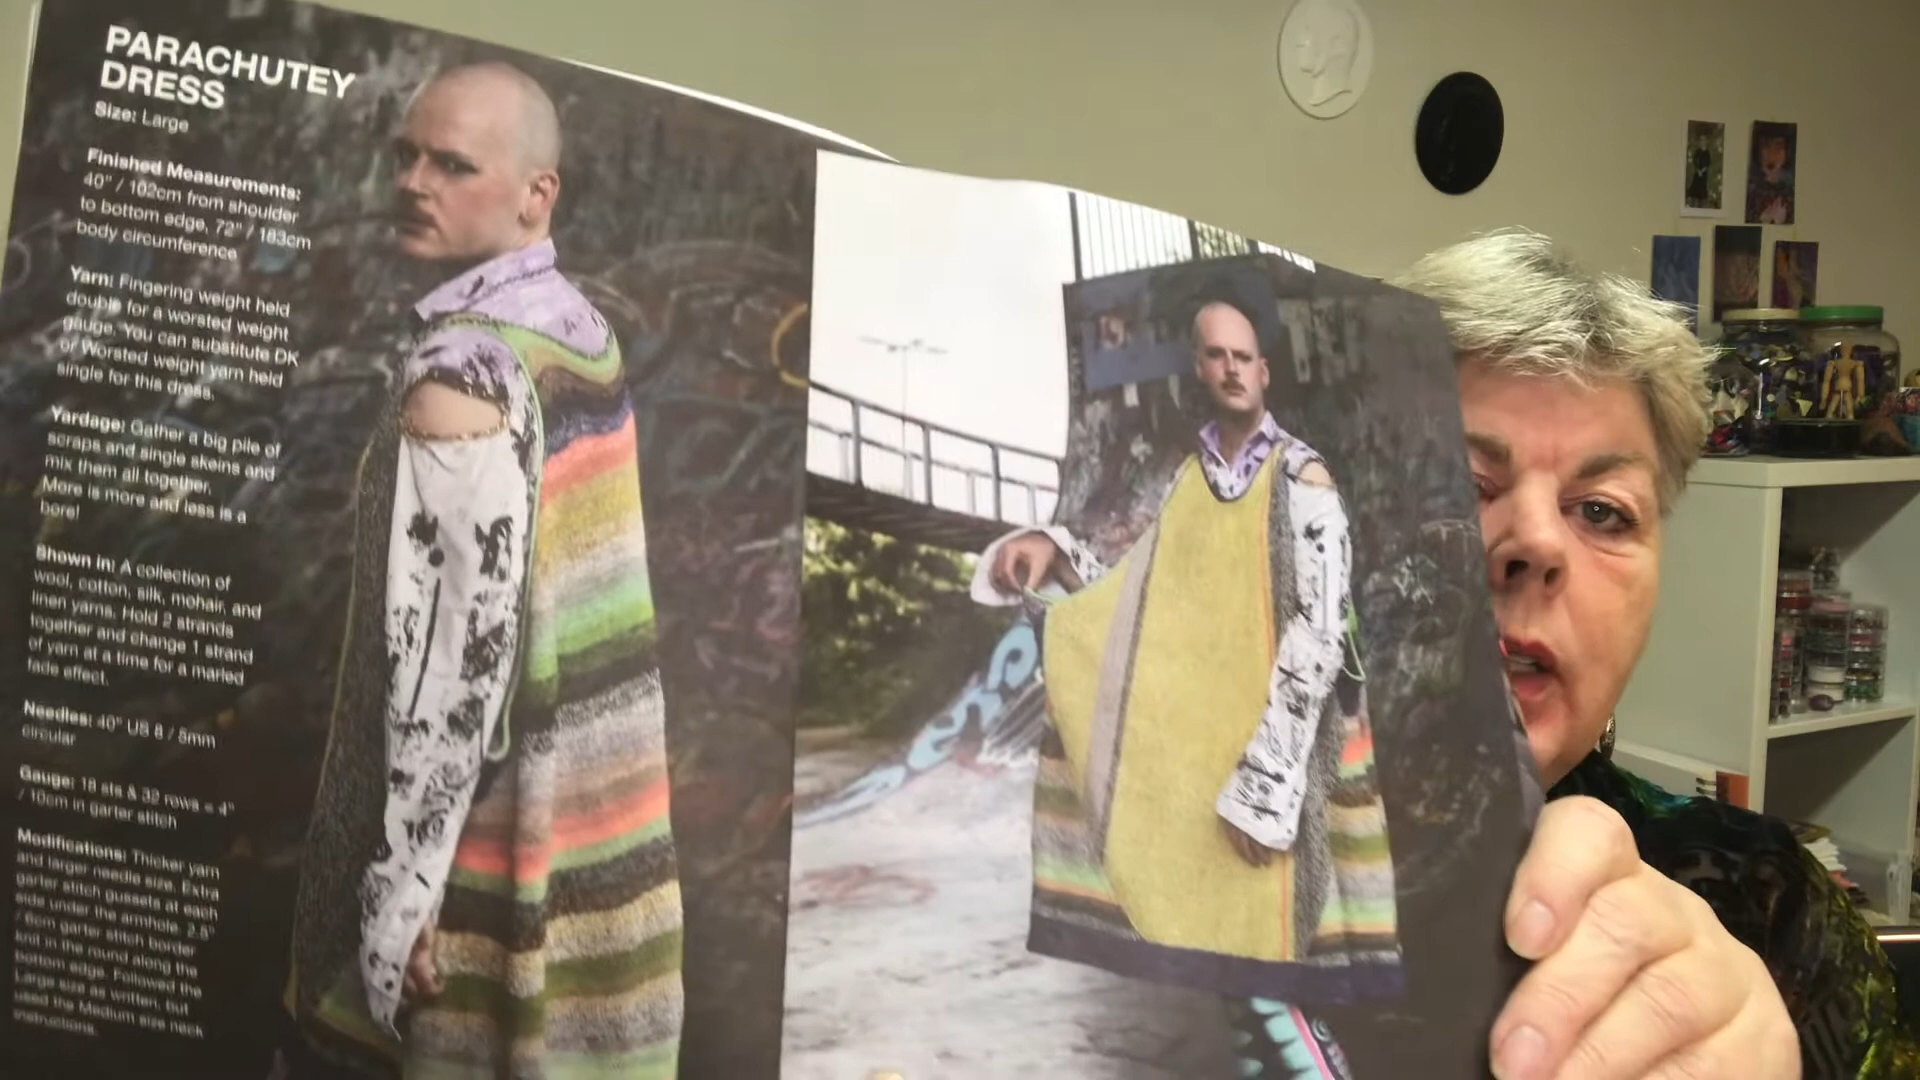 PARACHUTEY
DRESS
Size: Large
Finished Measurements:
40" / 102cm from shoulder
to bottom edge, 72" / 183cm
body circumference
Yarn: Fingering weight held
double for a worsted weight
gauge. You can substitute DK
or Worsted weight yarn held
single for this dress.
Yardage: Gather a big pile of
scraps and single skeins and
mix them all together.
More is more and less is a
bore!
Shown in: A collection of
wool, cotton, silk, mohair, and
linen yarns. Hold 2 strands
together and change 1 strand
of yarn at a time for a marled
fade effect.
Needles: 40" US 8 / 5mm
circular
Gauge: 18 sts & 32 rows = 4"
/ 10cm in garter stitch
Modifications: Thicker yarn
and larger needle size. Extra
garter stitch gussets at each
side under the armhole. 2.5"
/ 6cm garter stitch border
knit in the round along the
bottom edge. Followed the
Large size as written, but
used the Medium size neck
instructions.